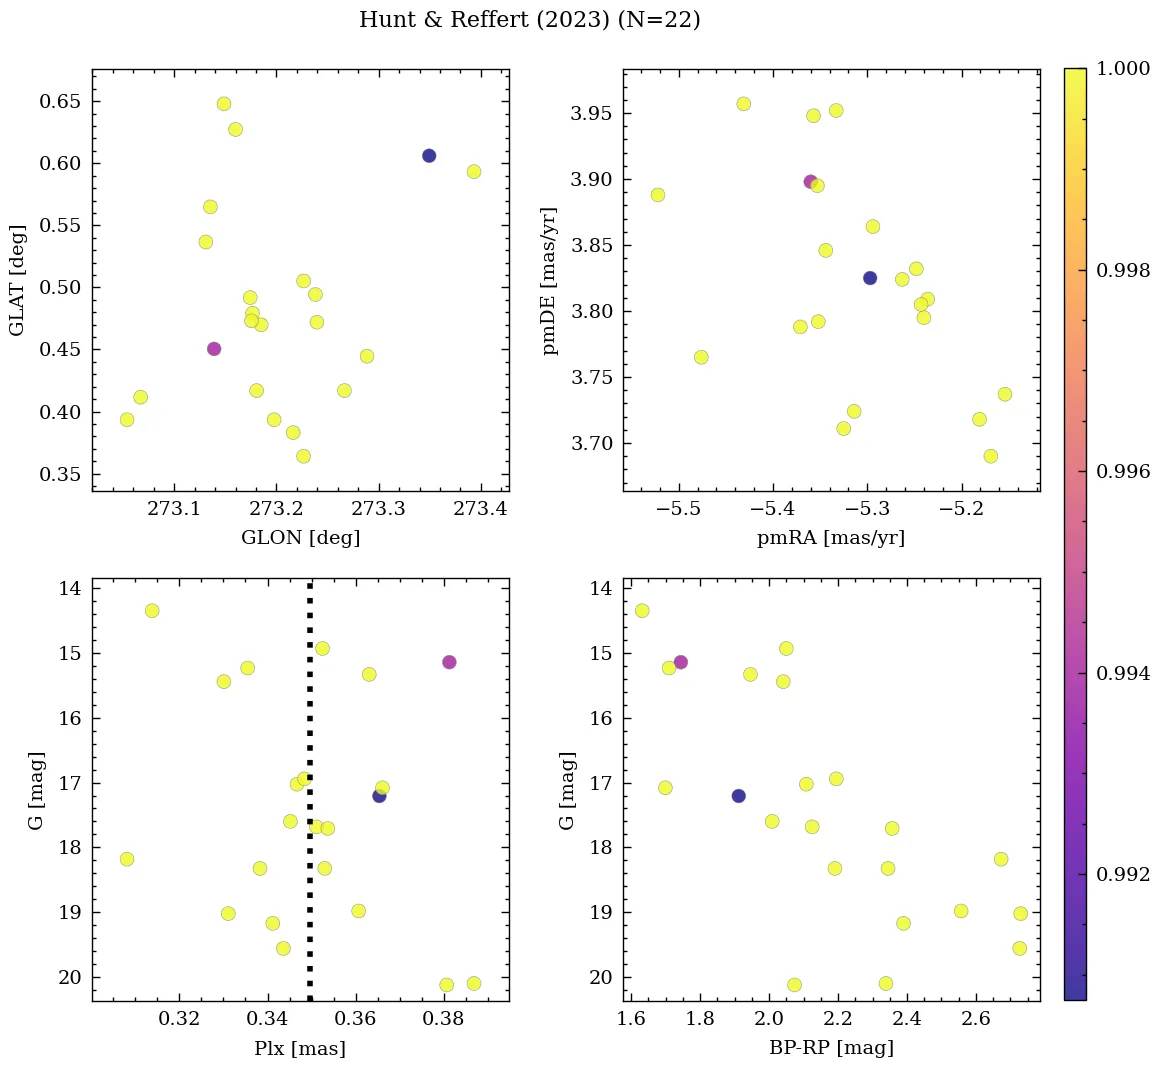 Hunt & Reffert (2023) (N=22)
0.65
0.60
0.55
0.50
0.45
0.40
0.35
GLAT [deg]
273.1 273.2 273.3 273.4
GLON [deg]
3.95
3.90
3.85
3.80
3.75
3.70
pmDE [mas/yr]
−5.5 −5.4 −5.3 −5.2
pmRA [mas/yr]
14
15
16
17
18
19
20
G [mag]
0.32 0.34 0.36 0.38
Plx [mas]
14
15
16
17
18
19
20
G [mag]
1.6 1.8 2.0 2.2 2.4 2.6
BP-RP [mag]
1.000
0.998
0.996
0.994
0.992